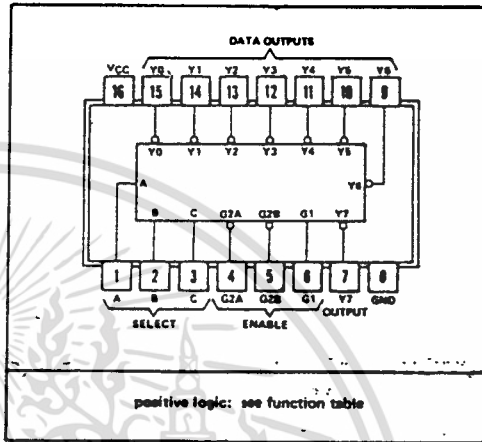 DATA OUTPUTS
VCC Y0 Y1 Y2 Y3 Y4 Y5 Y6
16 15 14 13 12 11 10 9
Y0 Y1 Y2 Y3 Y4 Y5
A Y6
B C G2A G2B G1 Y7
1 2 3 4 5 6 7 8
A B C G2A G2B G1 Y7 GND
SELECT ENABLE OUTPUT
positive logic: see function table